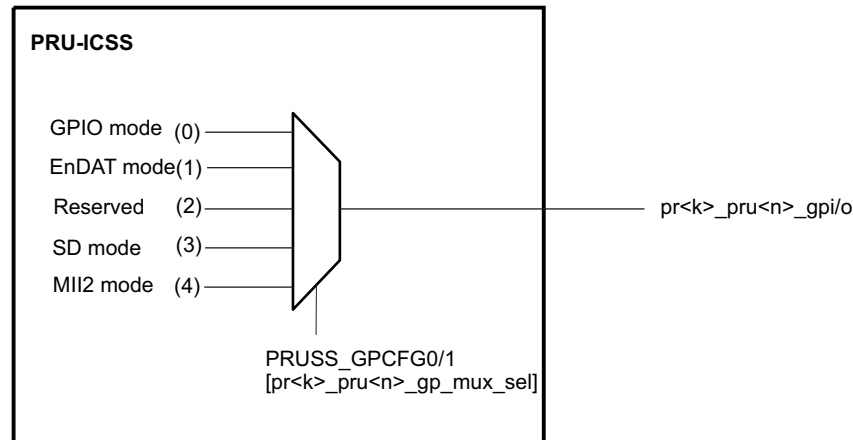 PRU-ICSS
GPIO mode (0)
EnDAT mode(1)
Reserved (2)
SD mode (3)
MII2 mode (4)
pr<k>_pru<n>_gpi/o
PRUSS_GPCFG0/1
[pr<k>_pru<n>_gp_mux_sel]